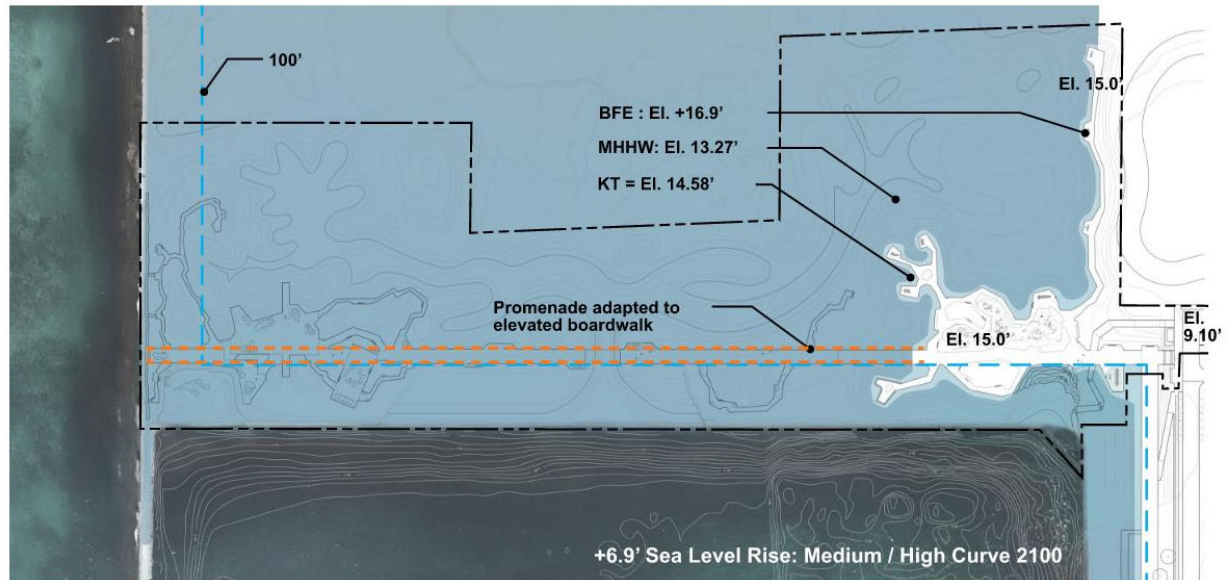 100'
El. 15.0'
BFE : El. +16.9'
MHHW: El. 13.27'
KT = El. 14.58'
Promenade adapted to
elevated boardwalk
El. 15.0'
El.
9.10'
+6.9' Sea Level Rise: Medium / High Curve 2100